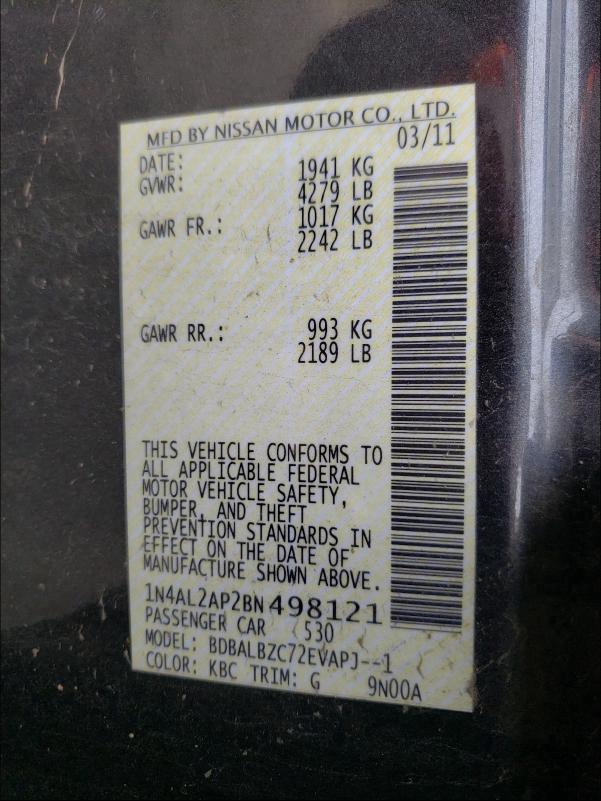 MFD BY NISSAN MOTOR CO., LTD.
DATE: 03/11
GVWR: 1941 KG
4279 LB
GAWR FR.: 1017 KG
2242 LB
GAWR RR.: 993 KG
2189 LB
THIS VEHICLE CONFORMS TO
ALL APPLICABLE FEDERAL
MOTOR VEHICLE SAFETY,
BUMPER, AND THEFT
PREVENTION STANDARDS IN
EFFECT ON THE DATE OF
MANUFACTURE SHOWN ABOVE.
1N4AL2AP2BN498121
PASSENGER CAR 530
MODEL: BDBALBZC72EVAPJ--1
COLOR: KBC TRIM: G 9N00A